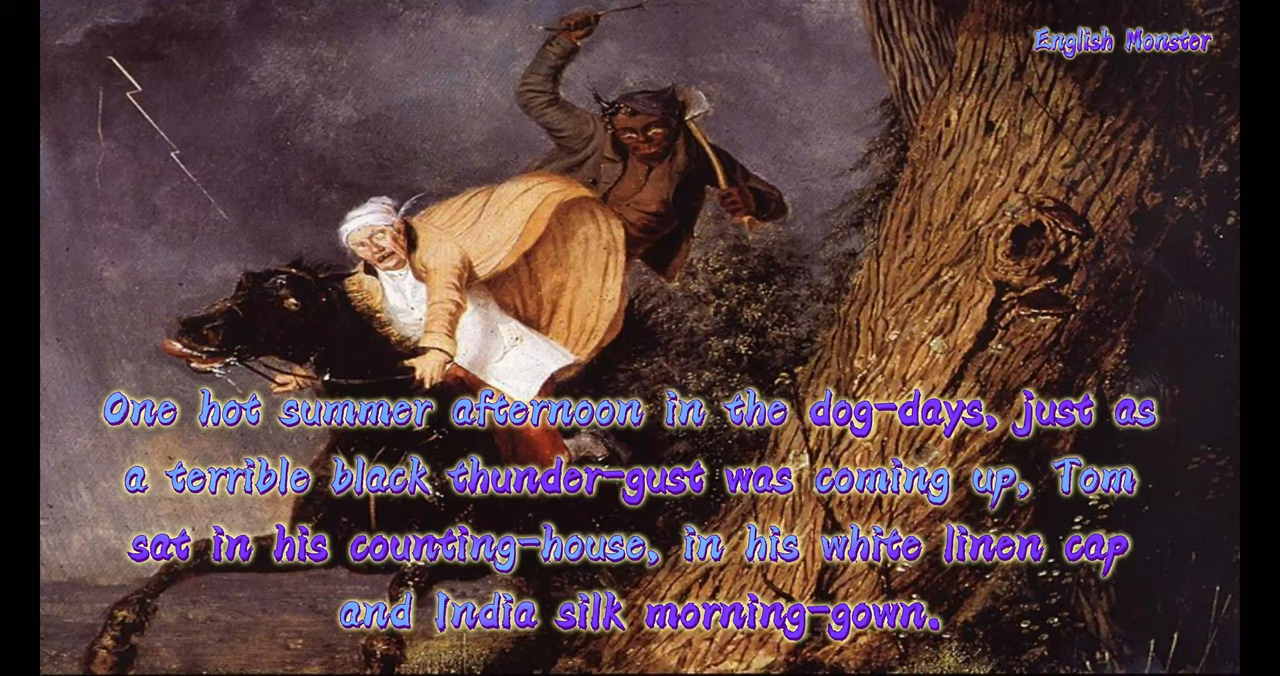 English Monster
One hot summer afternoon in the dog-days, just as
a terrible black thunder-gust was coming up, Tom
sat in his counting-house, in his white linen cap
and India silk morning-gown.